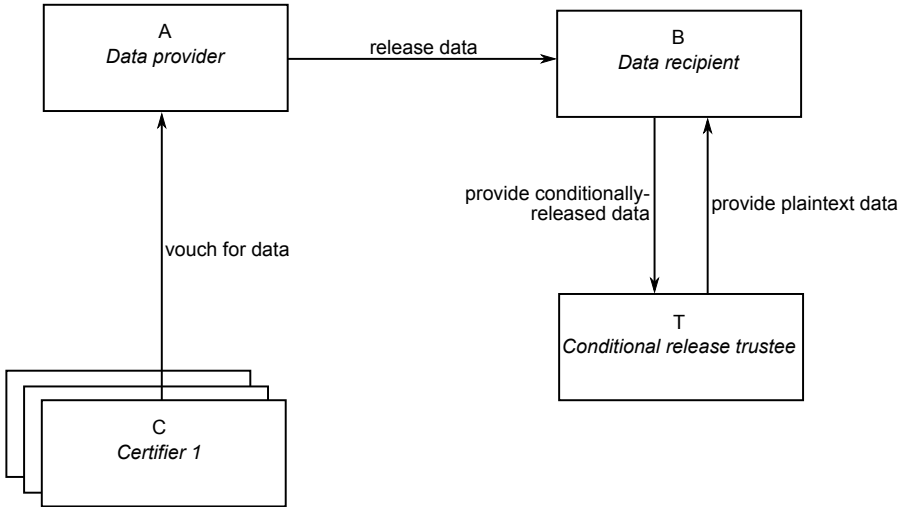 A
Data provider
release data
B
Data recipient
provide conditionally-
released data
provide plaintext data
vouch for data
T
Conditional release trustee
C
Certifier 1